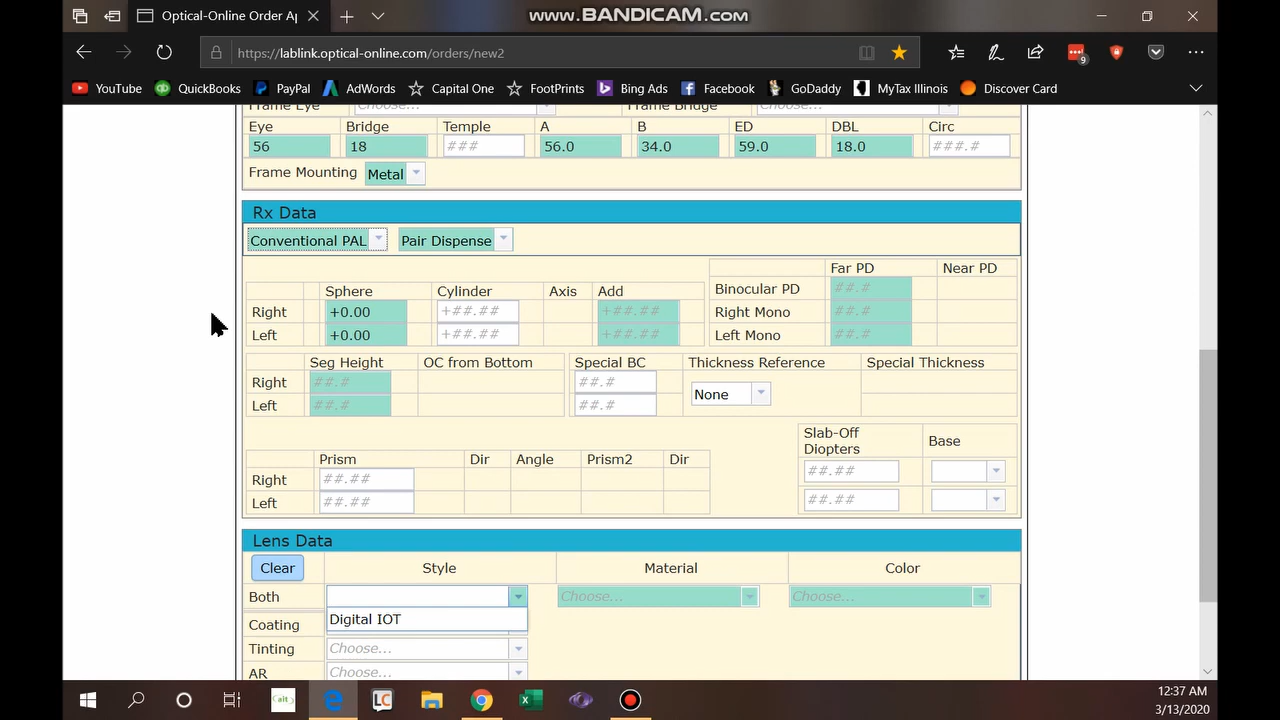 Optical-Online Order Ap
www.BANDICAM.com
https://lablink.optical-online.com/orders/new2
9
YouTube QuickBooks PayPal AdWords Capital One FootPrints Bing Ads Facebook GoDaddy MyTax Illinois Discover Card
Frame Eye Choose... Frame Bridge Choose...
Eye Bridge Temple A B ED DBL Circ
56 18 ### 56.0 34.0 59.0 18.0 ###.#
Frame Mounting Metal
Rx Data
Conventional PAL Pair Dispense
Far PD Near PD
Sphere Cylinder Axis Add Binocular PD ##.#
Right +0.00 +##.## +##.## Right Mono ##.#
Left +0.00 +##.## +##.## Left Mono ##.#
Seg Height OC from Bottom Special BC Thickness Reference Special Thickness
Right ##.# ##.# None
Left ##.# ##.#
Slab-Off
Diopters Base
Prism Dir Angle Prism2 Dir
Right ##.## ##.##
Left ##.## ##.##
Lens Data
Clear Style Material Color
Both Choose... Choose...
Digital IOT
Coating
Tinting Choose...
AR Choose...
alt
LC
12:37 AM
3/13/2020